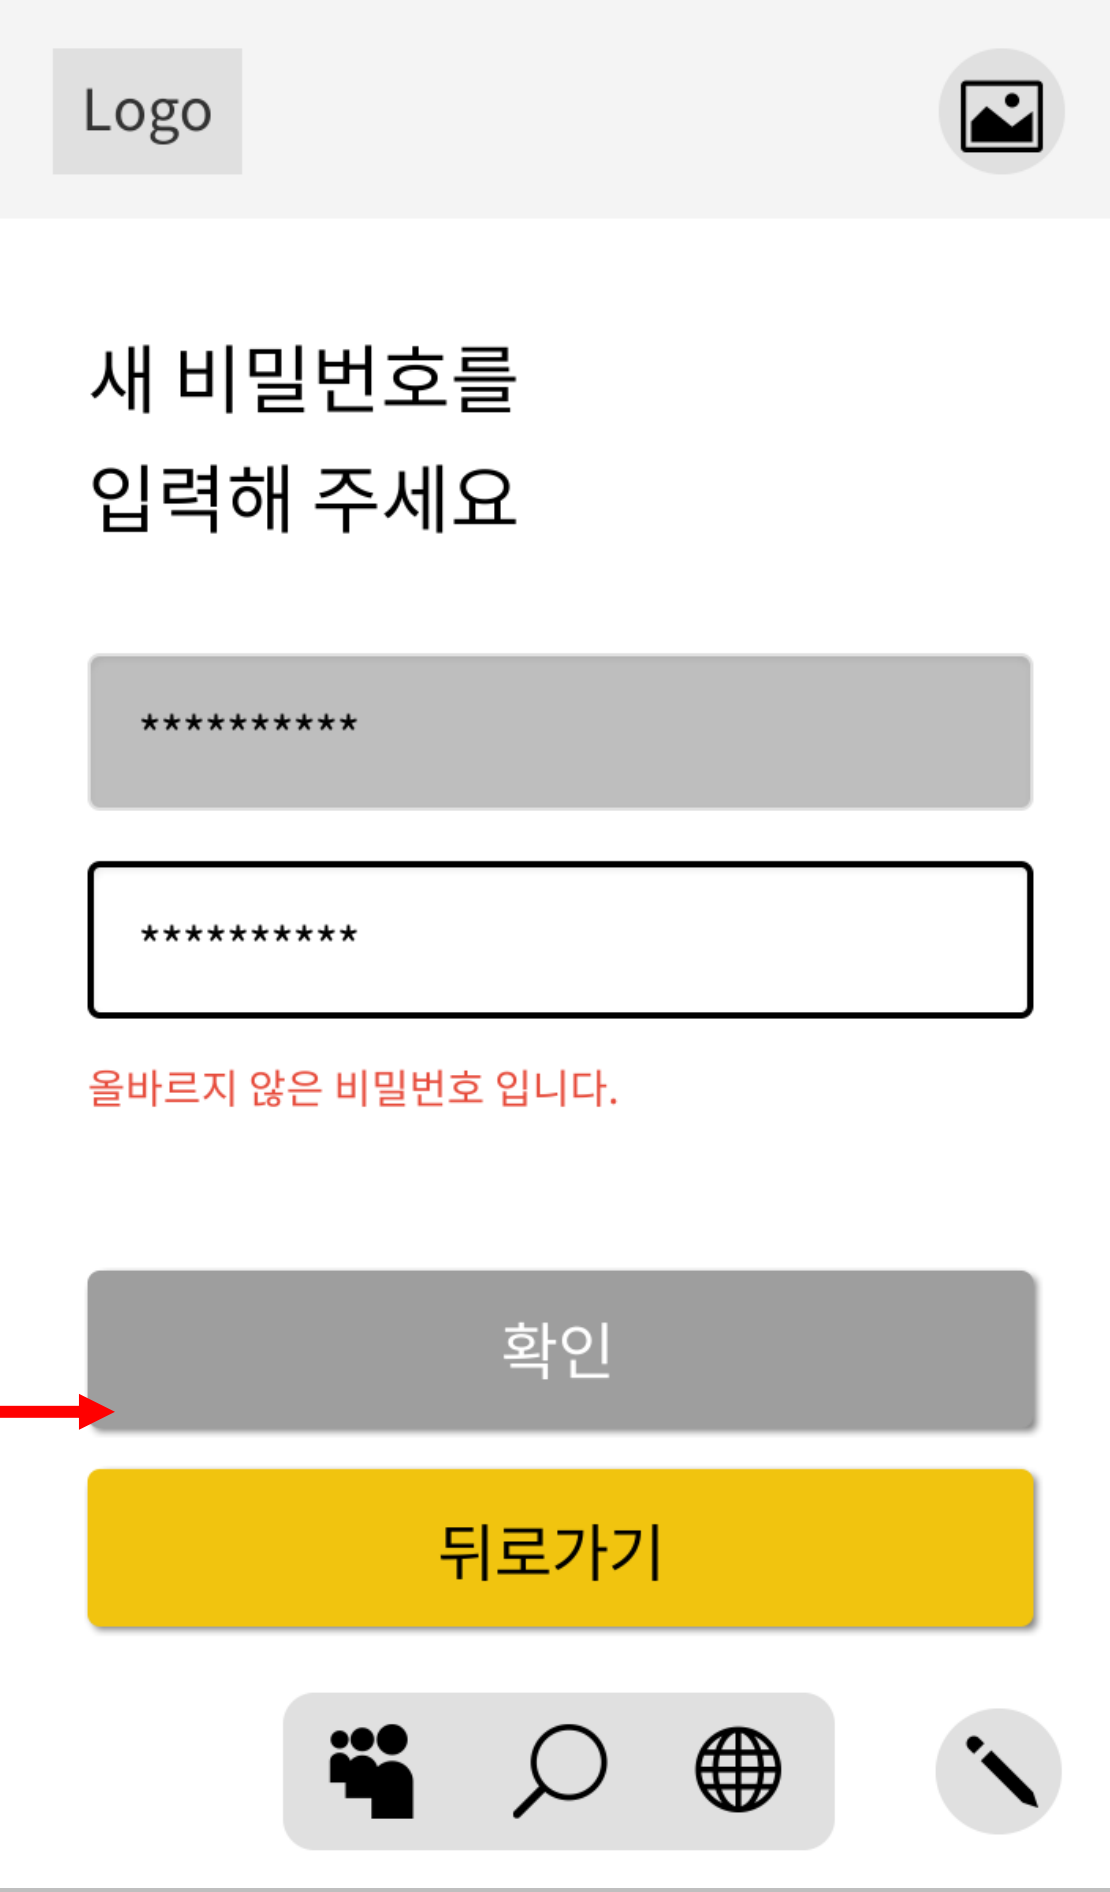 Logo
새 비밀번호를
입력해 주세요
**********
**********
올바르지 않은 비밀번호 입니다.
확인
뒤로가기